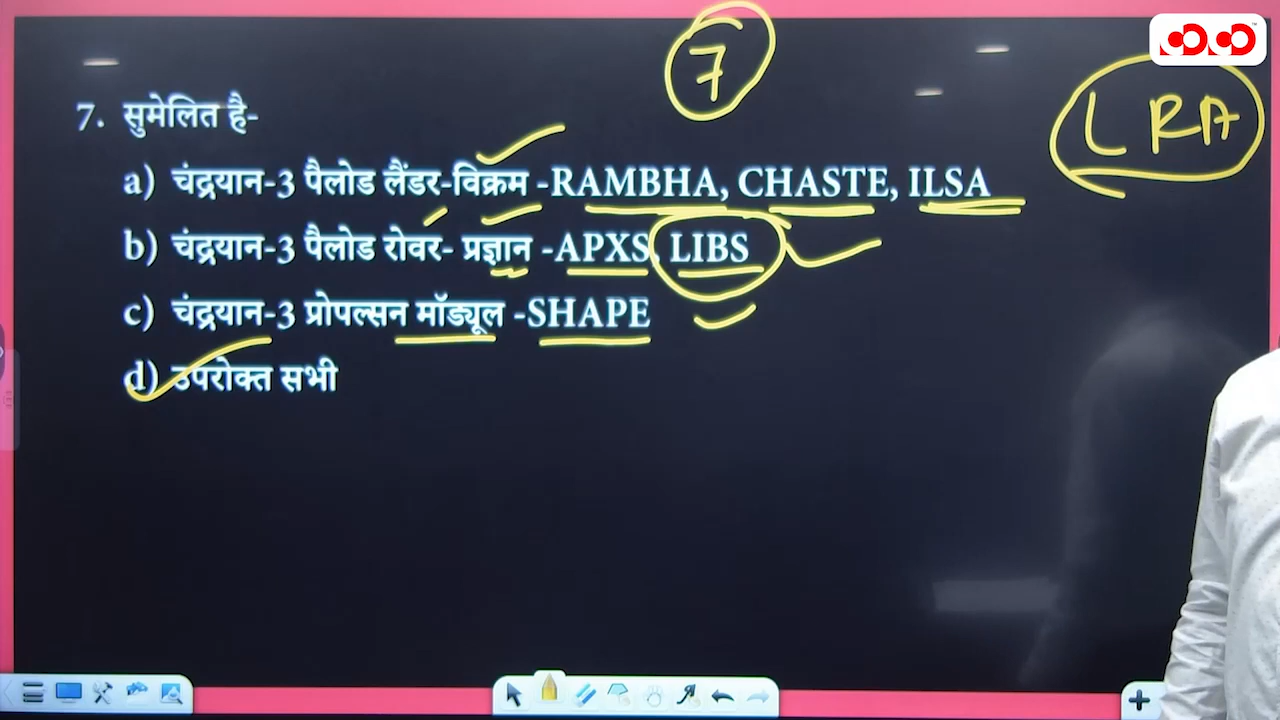 7
L RA
7. सुमेलित है-
a) चंद्रयान-3 पैलोड लैंडर-विक्रम -RAMBHA, CHASTE, ILSA
b) चंद्रयान-3 पैलोड रोवर- प्रज्ञान -APXS, LIBS
c) चंद्रयान-3 प्रोपल्सन मॉड्यूल -SHAPE
d) उपरोक्त सभी